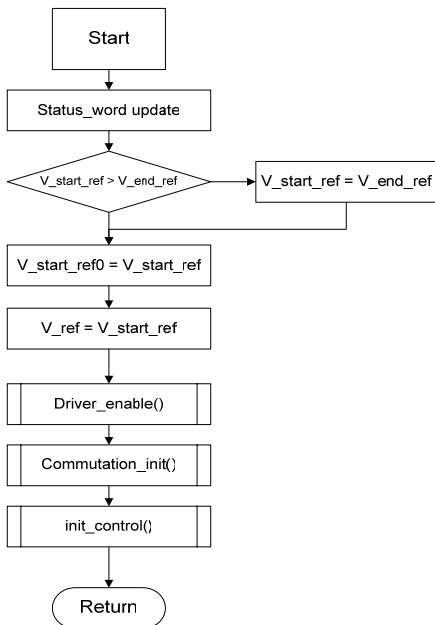 Start
Status_word update
V_start_ref > V_end_ref
V_start_ref = V_end_ref
V_start_ref0 = V_start_ref
V_ref = V_start_ref
Driver_enable()
Commutation_init()
init_control()
Return